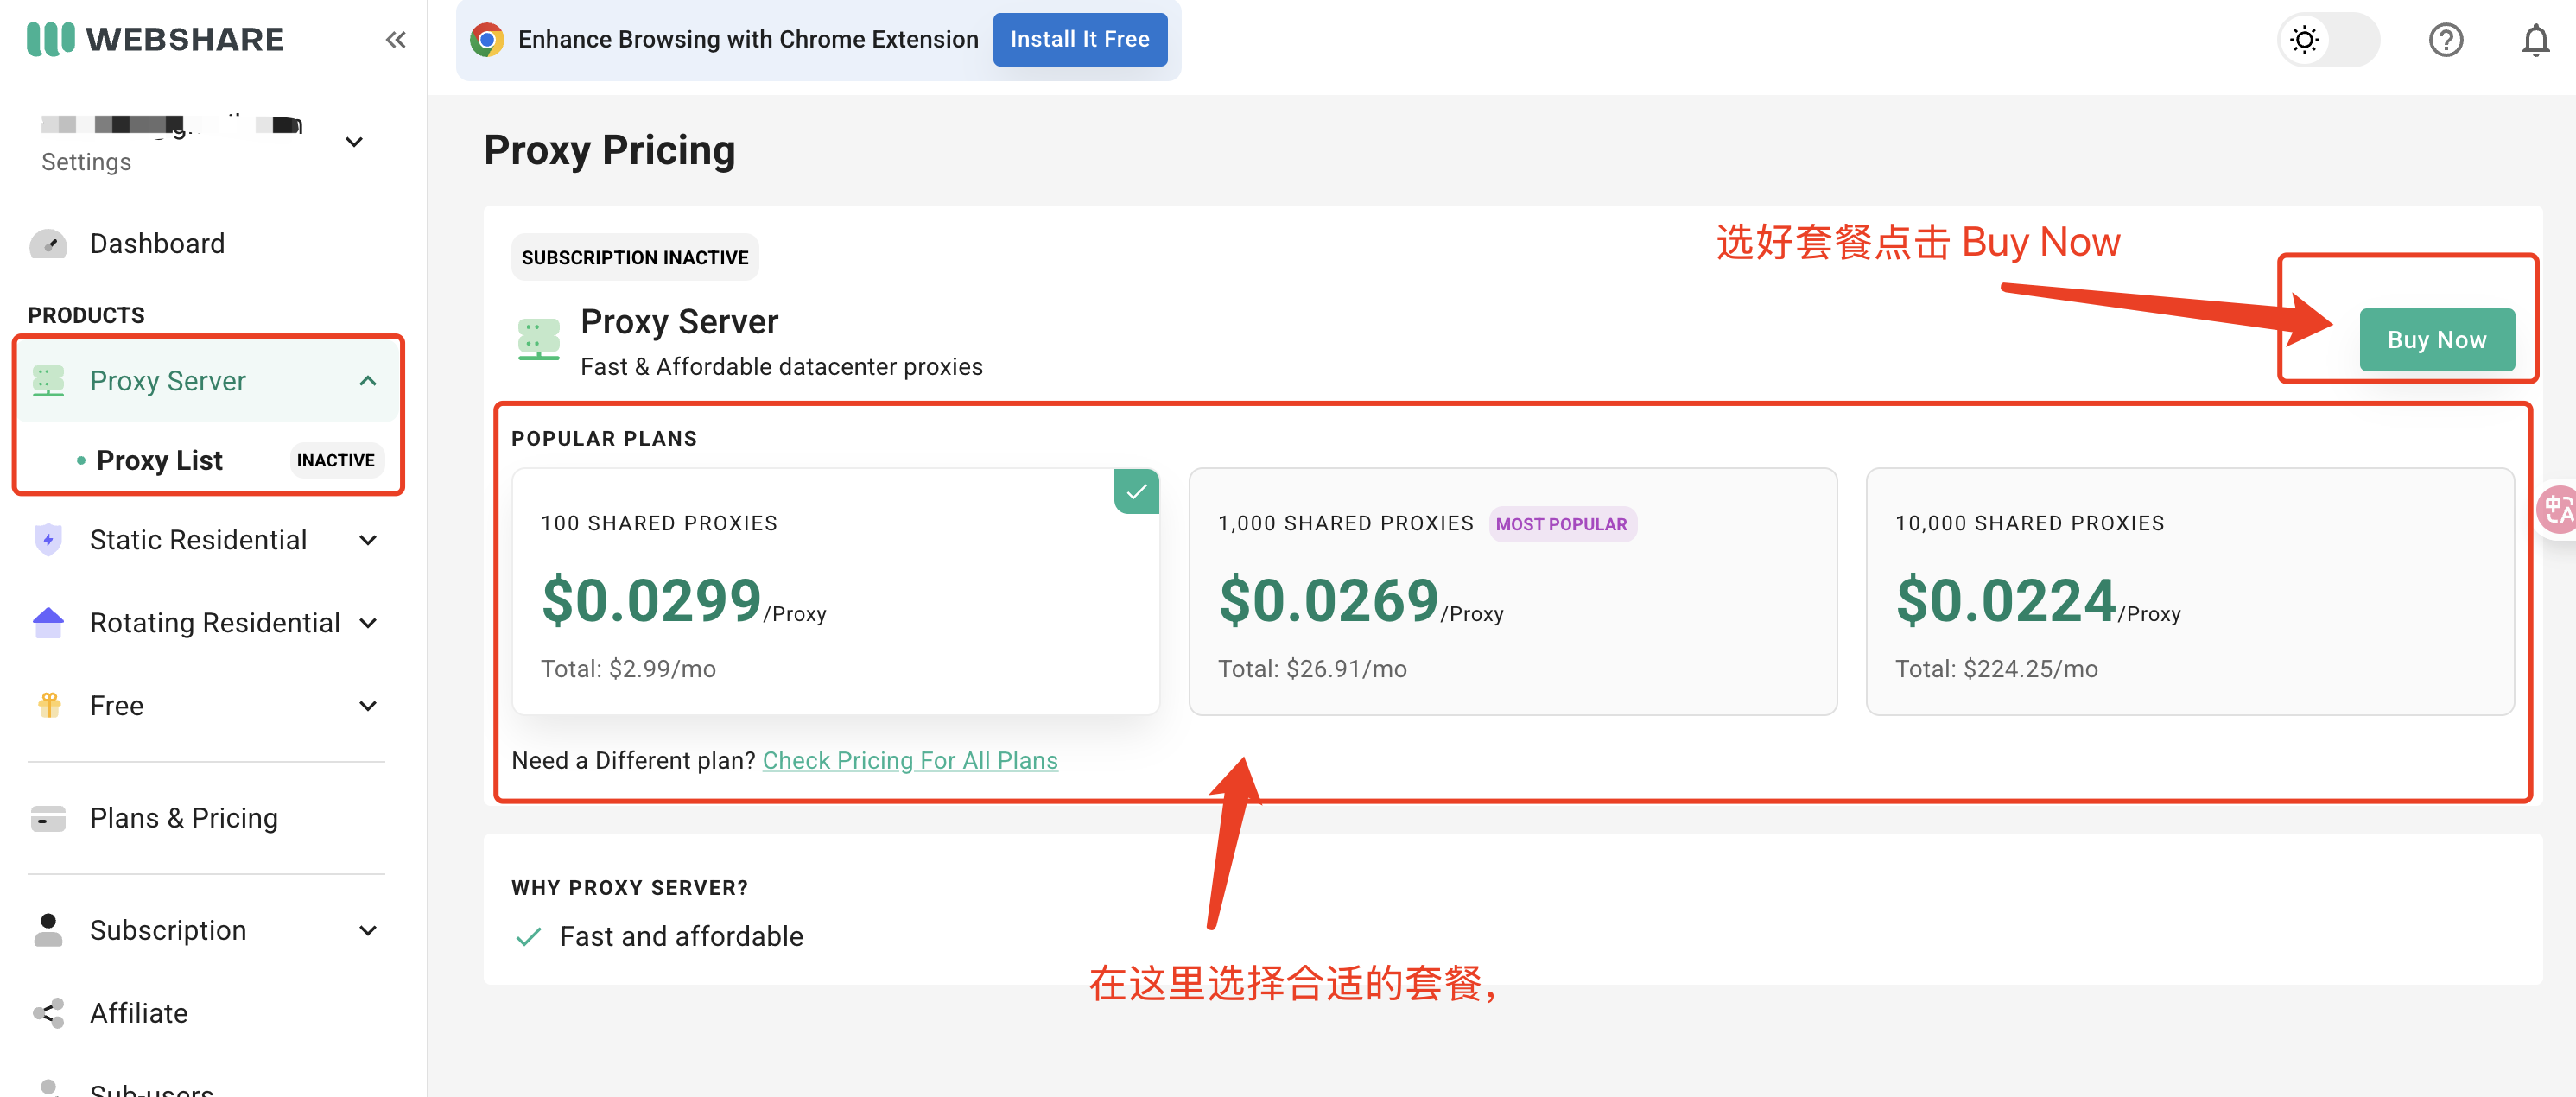 WEBSHARE
Enhance Browsing with Chrome Extension
Install It Free
Settings
Dashboard
PRODUCTS
Proxy Server
Proxy List
INACTIVE
Static Residential
Rotating Residential
Free
Plans & Pricing
Subscription
Affiliate
Sub-users
Proxy Pricing
SUBSCRIPTION INACTIVE
选好套餐点击 Buy Now
Proxy Server
Fast & Affordable datacenter proxies
Buy Now
POPULAR PLANS
100 SHARED PROXIES
$0.0299/Proxy
Total: $2.99/mo
1,000 SHARED PROXIES MOST POPULAR
$0.0269/Proxy
Total: $26.91/mo
10,000 SHARED PROXIES
$0.0224/Proxy
Total: $224.25/mo
Need a Different plan? Check Pricing For All Plans
WHY PROXY SERVER?
Fast and affordable
在这里选择合适的套餐,
中A